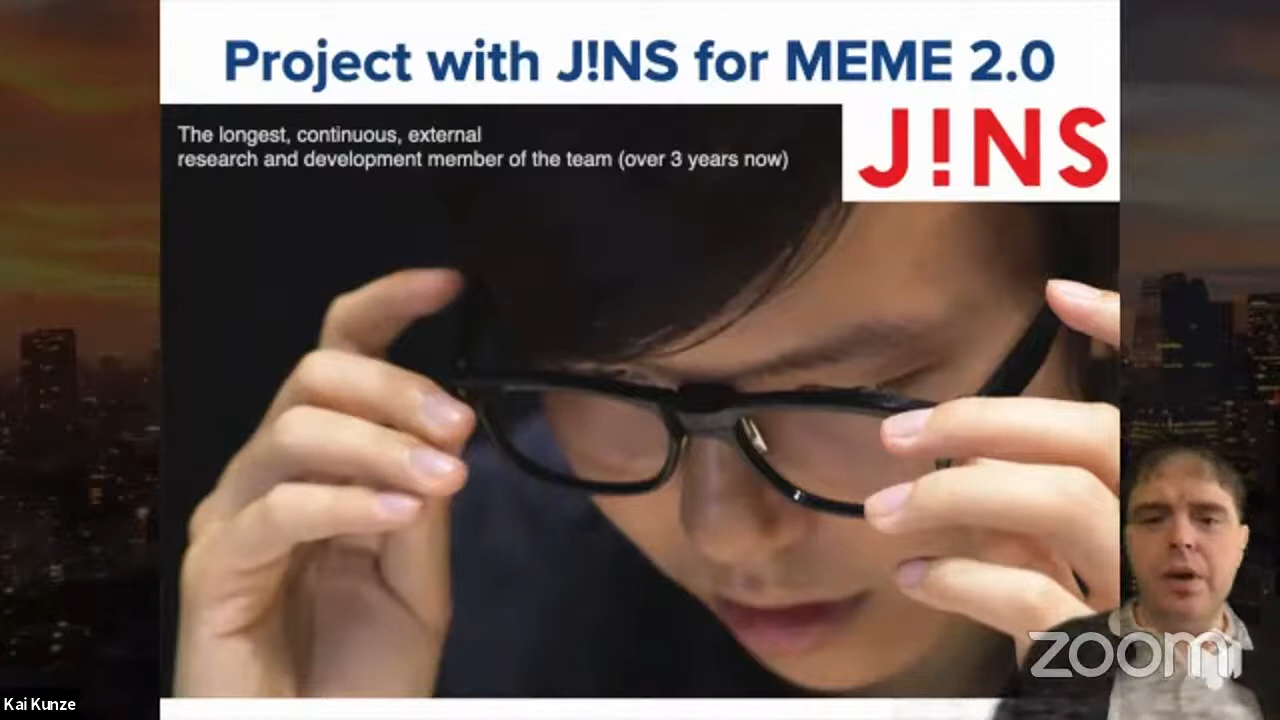 Project with J!NS for MEME 2.0
The longest, continuous, external
research and development member of the team (over 3 years now)
J!NS
zoom
Kai Kunze